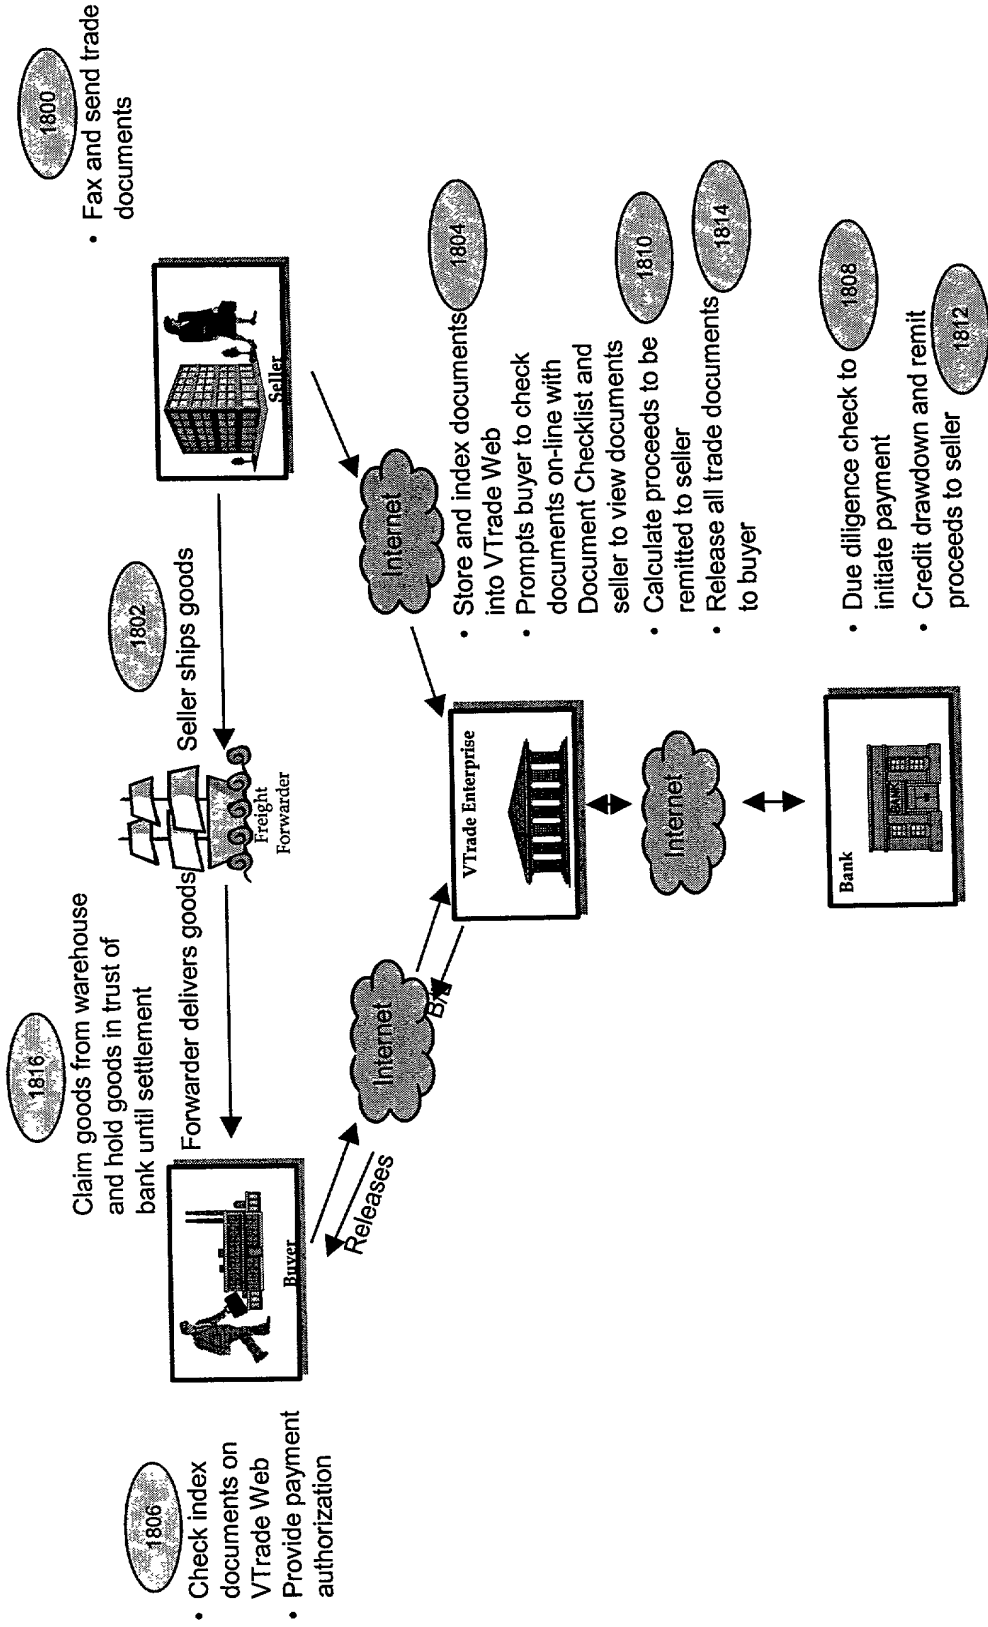 1816
Claim goods from warehouse
and hold goods in trust of
bank until settlement
1802
1800
• Fax and send trade
documents
Forwarder delivers goods
Seller ships goods
Freight
Forwarder
1806
• Check index
documents on
VTrade Web
• Provide payment
authorization
Buyer
Seller
Releases
Internet
B/L
Internet
VTrade Enterprise
• Store and index documents
into VTrade Web
1804
• Prompts buyer to check
documents on-line with
Document Checklist and
seller to view documents
• Calculate proceeds to be
remitted to seller
1810
• Release all trade documents
to buyer
1814
Internet
Bank
BANK
• Due diligence check to
initiate payment
1808
• Credit drawdown and remit
proceeds to seller
1812